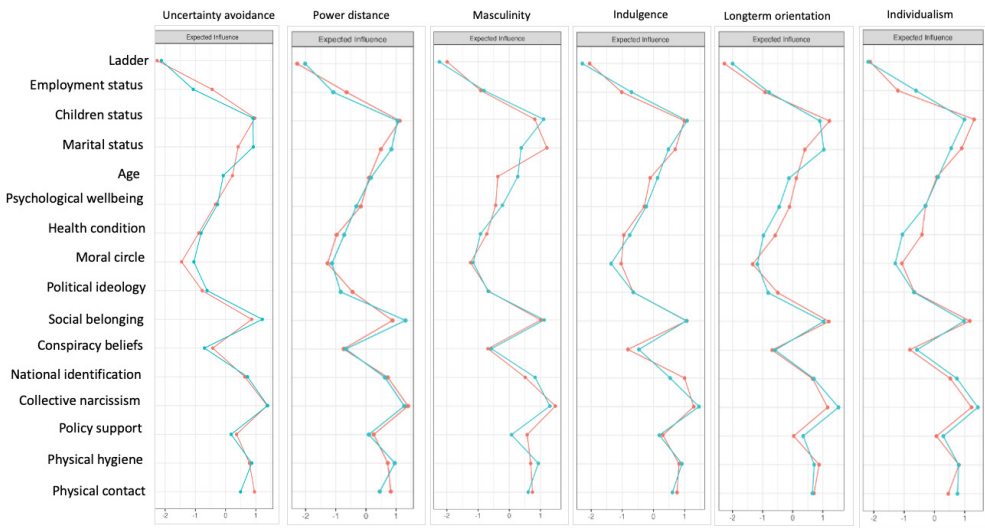 Uncertainty avoidance Power distance Masculinity Indulgence Longterm orientation Individualism
Expected Influence Expected Influence Expected Influence Expected Influence Expected Influence Expected Influence
Ladder
Employment status
Children status
Marital status
Age
Psychological wellbeing
Health condition
Moral circle
Political ideology
Social belonging
Conspiracy beliefs
National identification
Collective narcissism
Policy support
Physical hygiene
Physical contact
-2 -1 0 1 -2 -1 0 1 -2 -1 0 1 -2 -1 0 1 -2 -1 0 1 -2 -1 0 1